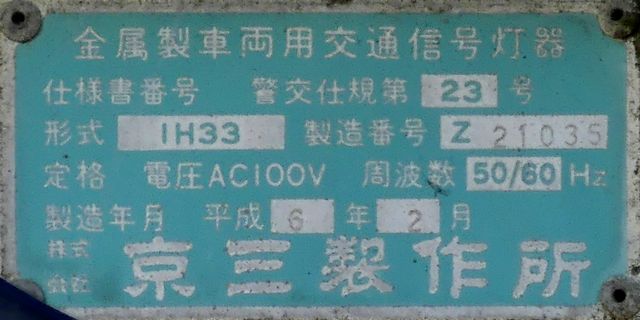 金属製車両用交通信号灯器
仕様書番号 警交仕規第 23 号
形式 1H33 製造番号 Z 21035
定格 電圧AC100V 周波数 50/60 Hz
製造年月 平成 6 年 2 月
株式会社 京三製作所